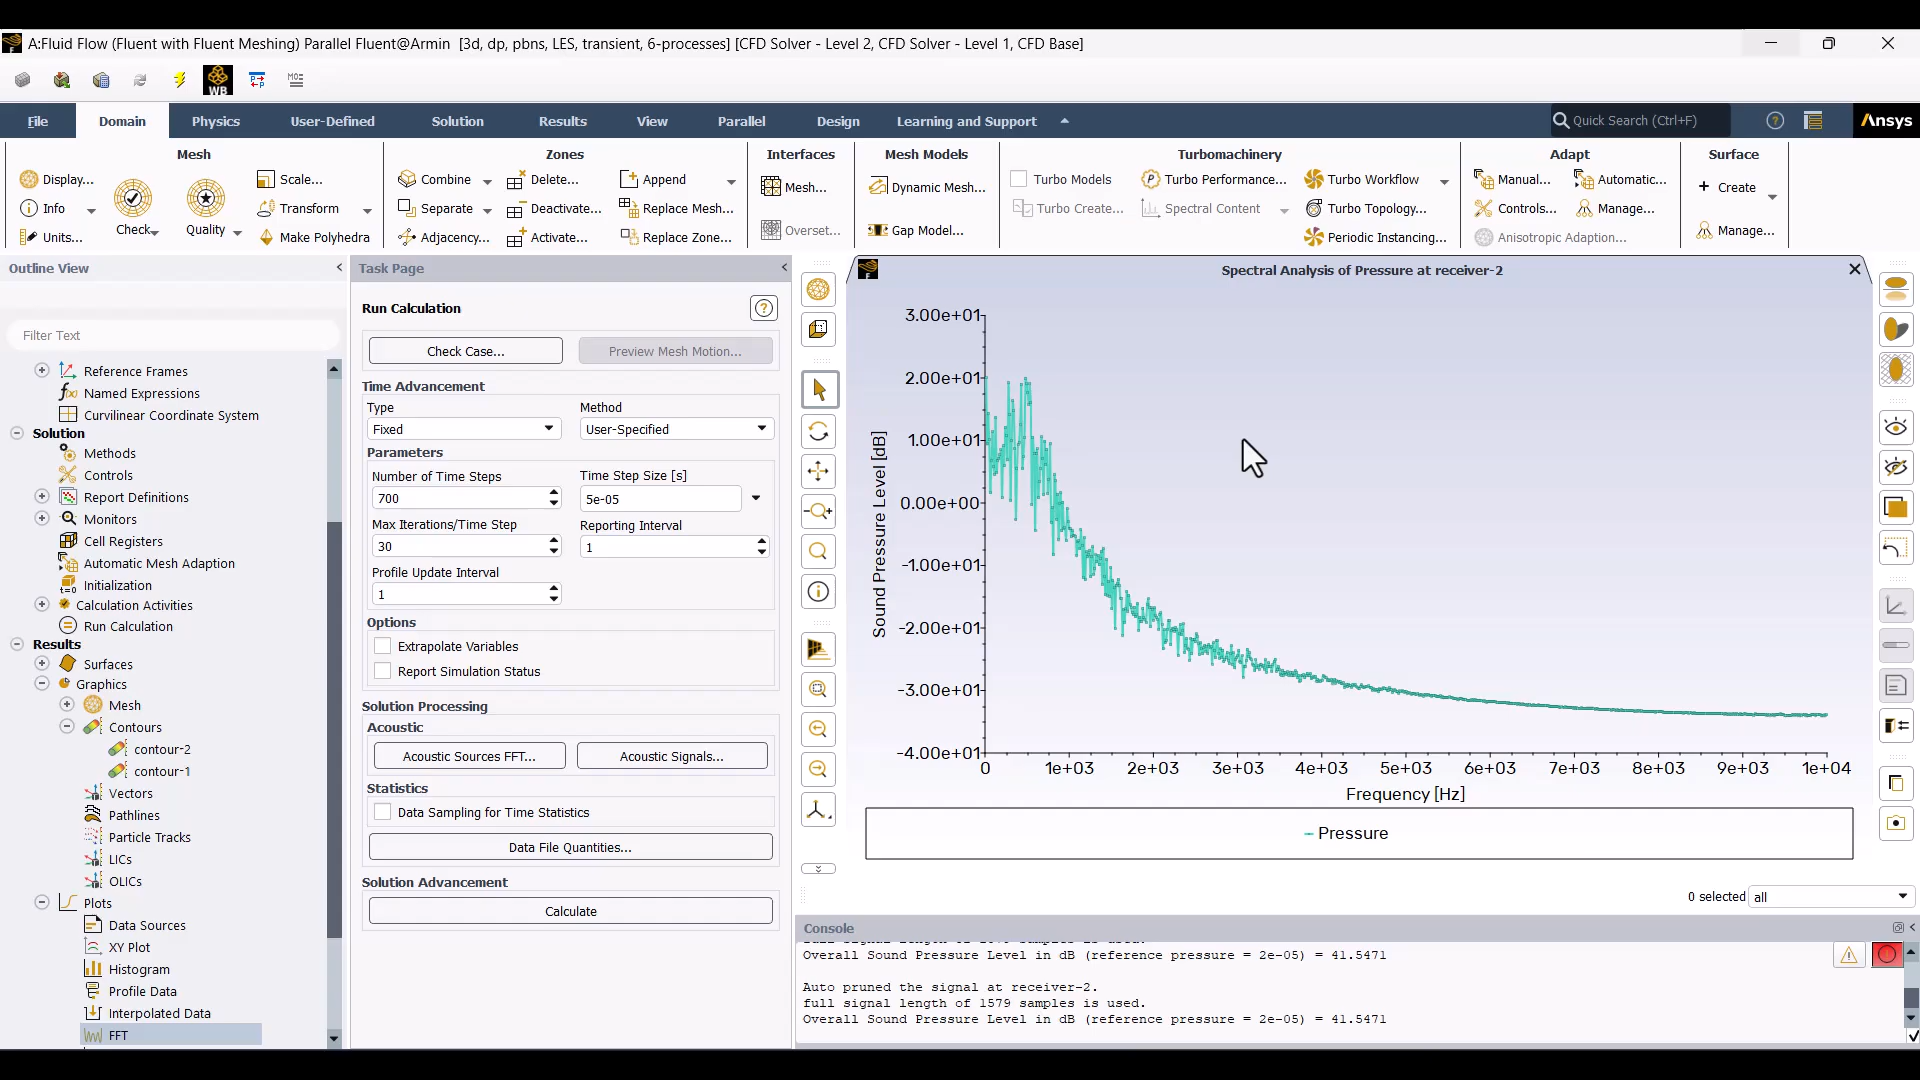 A:Fluid Flow (Fluent with Fluent Meshing) Parallel Fluent@Armin [3d, dp, pbns, LES, transient, 6-processes] [CFD Solver - Level 2, CFD Solver - Level 1, CFD Base]
WB
File Domain Physics User-Defined Solution Results View Parallel Design Learning and Support Quick Search (Ctrl+F) Ansys
Mesh Zones Interfaces Mesh Models Turbomachinery Adapt Surface
Display... Scale... Combine Delete... Append Mesh... Dynamic Mesh... Turbo Models Turbo Performance... Turbo Workflow Manual... Automatic... Create
Info Check Quality Transform Separate Deactivate... Replace Mesh... Turbo Create... Spectral Content Turbo Topology... Controls... Manage...
Units... Make Polyhedra Adjacency... Activate... Replace Zone... Overset... Gap Model... Periodic Instancing... Anisotropic Adaption... Manage...
Outline View
Filter Text
Reference Frames
Named Expressions
Curvilinear Coordinate System
Solution
Methods
Controls
Report Definitions
Monitors
Cell Registers
Automatic Mesh Adaption
Initialization
Calculation Activities
Run Calculation
Results
Surfaces
Graphics
Mesh
Contours
contour-2
contour-1
Vectors
Pathlines
Particle Tracks
LICs
OLICs
Plots
Data Sources
XY Plot
Histogram
Profile Data
Interpolated Data
FFT
Task Page
Run Calculation
Check Case... Preview Mesh Motion...
Time Advancement
Type Method
Fixed User-Specified
Parameters
Number of Time Steps Time Step Size [s]
700 5e-05
Max Iterations/Time Step Reporting Interval
30 1
Profile Update Interval
1
Options
Extrapolate Variables
Report Simulation Status
Solution Processing
Acoustic
Acoustic Sources FFT... Acoustic Signals...
Statistics
Data Sampling for Time Statistics
Data File Quantities...
Solution Advancement
Calculate
Spectral Analysis of Pressure at receiver-2
Sound Pressure Level [dB]
3.00e+01
2.00e+01
1.00e+01
0.00e+00
-1.00e+01
-2.00e+01
-3.00e+01
-4.00e+01
0 1e+03 2e+03 3e+03 4e+03 5e+03 6e+03 7e+03 8e+03 9e+03 1e+04
Frequency [Hz]
Pressure
0 selected all
Console
Overall Sound Pressure Level in dB (reference pressure = 2e-05) = 41.5471
Auto pruned the signal at receiver-2.
full signal length of 1579 samples is used.
Overall Sound Pressure Level in dB (reference pressure = 2e-05) = 41.5471